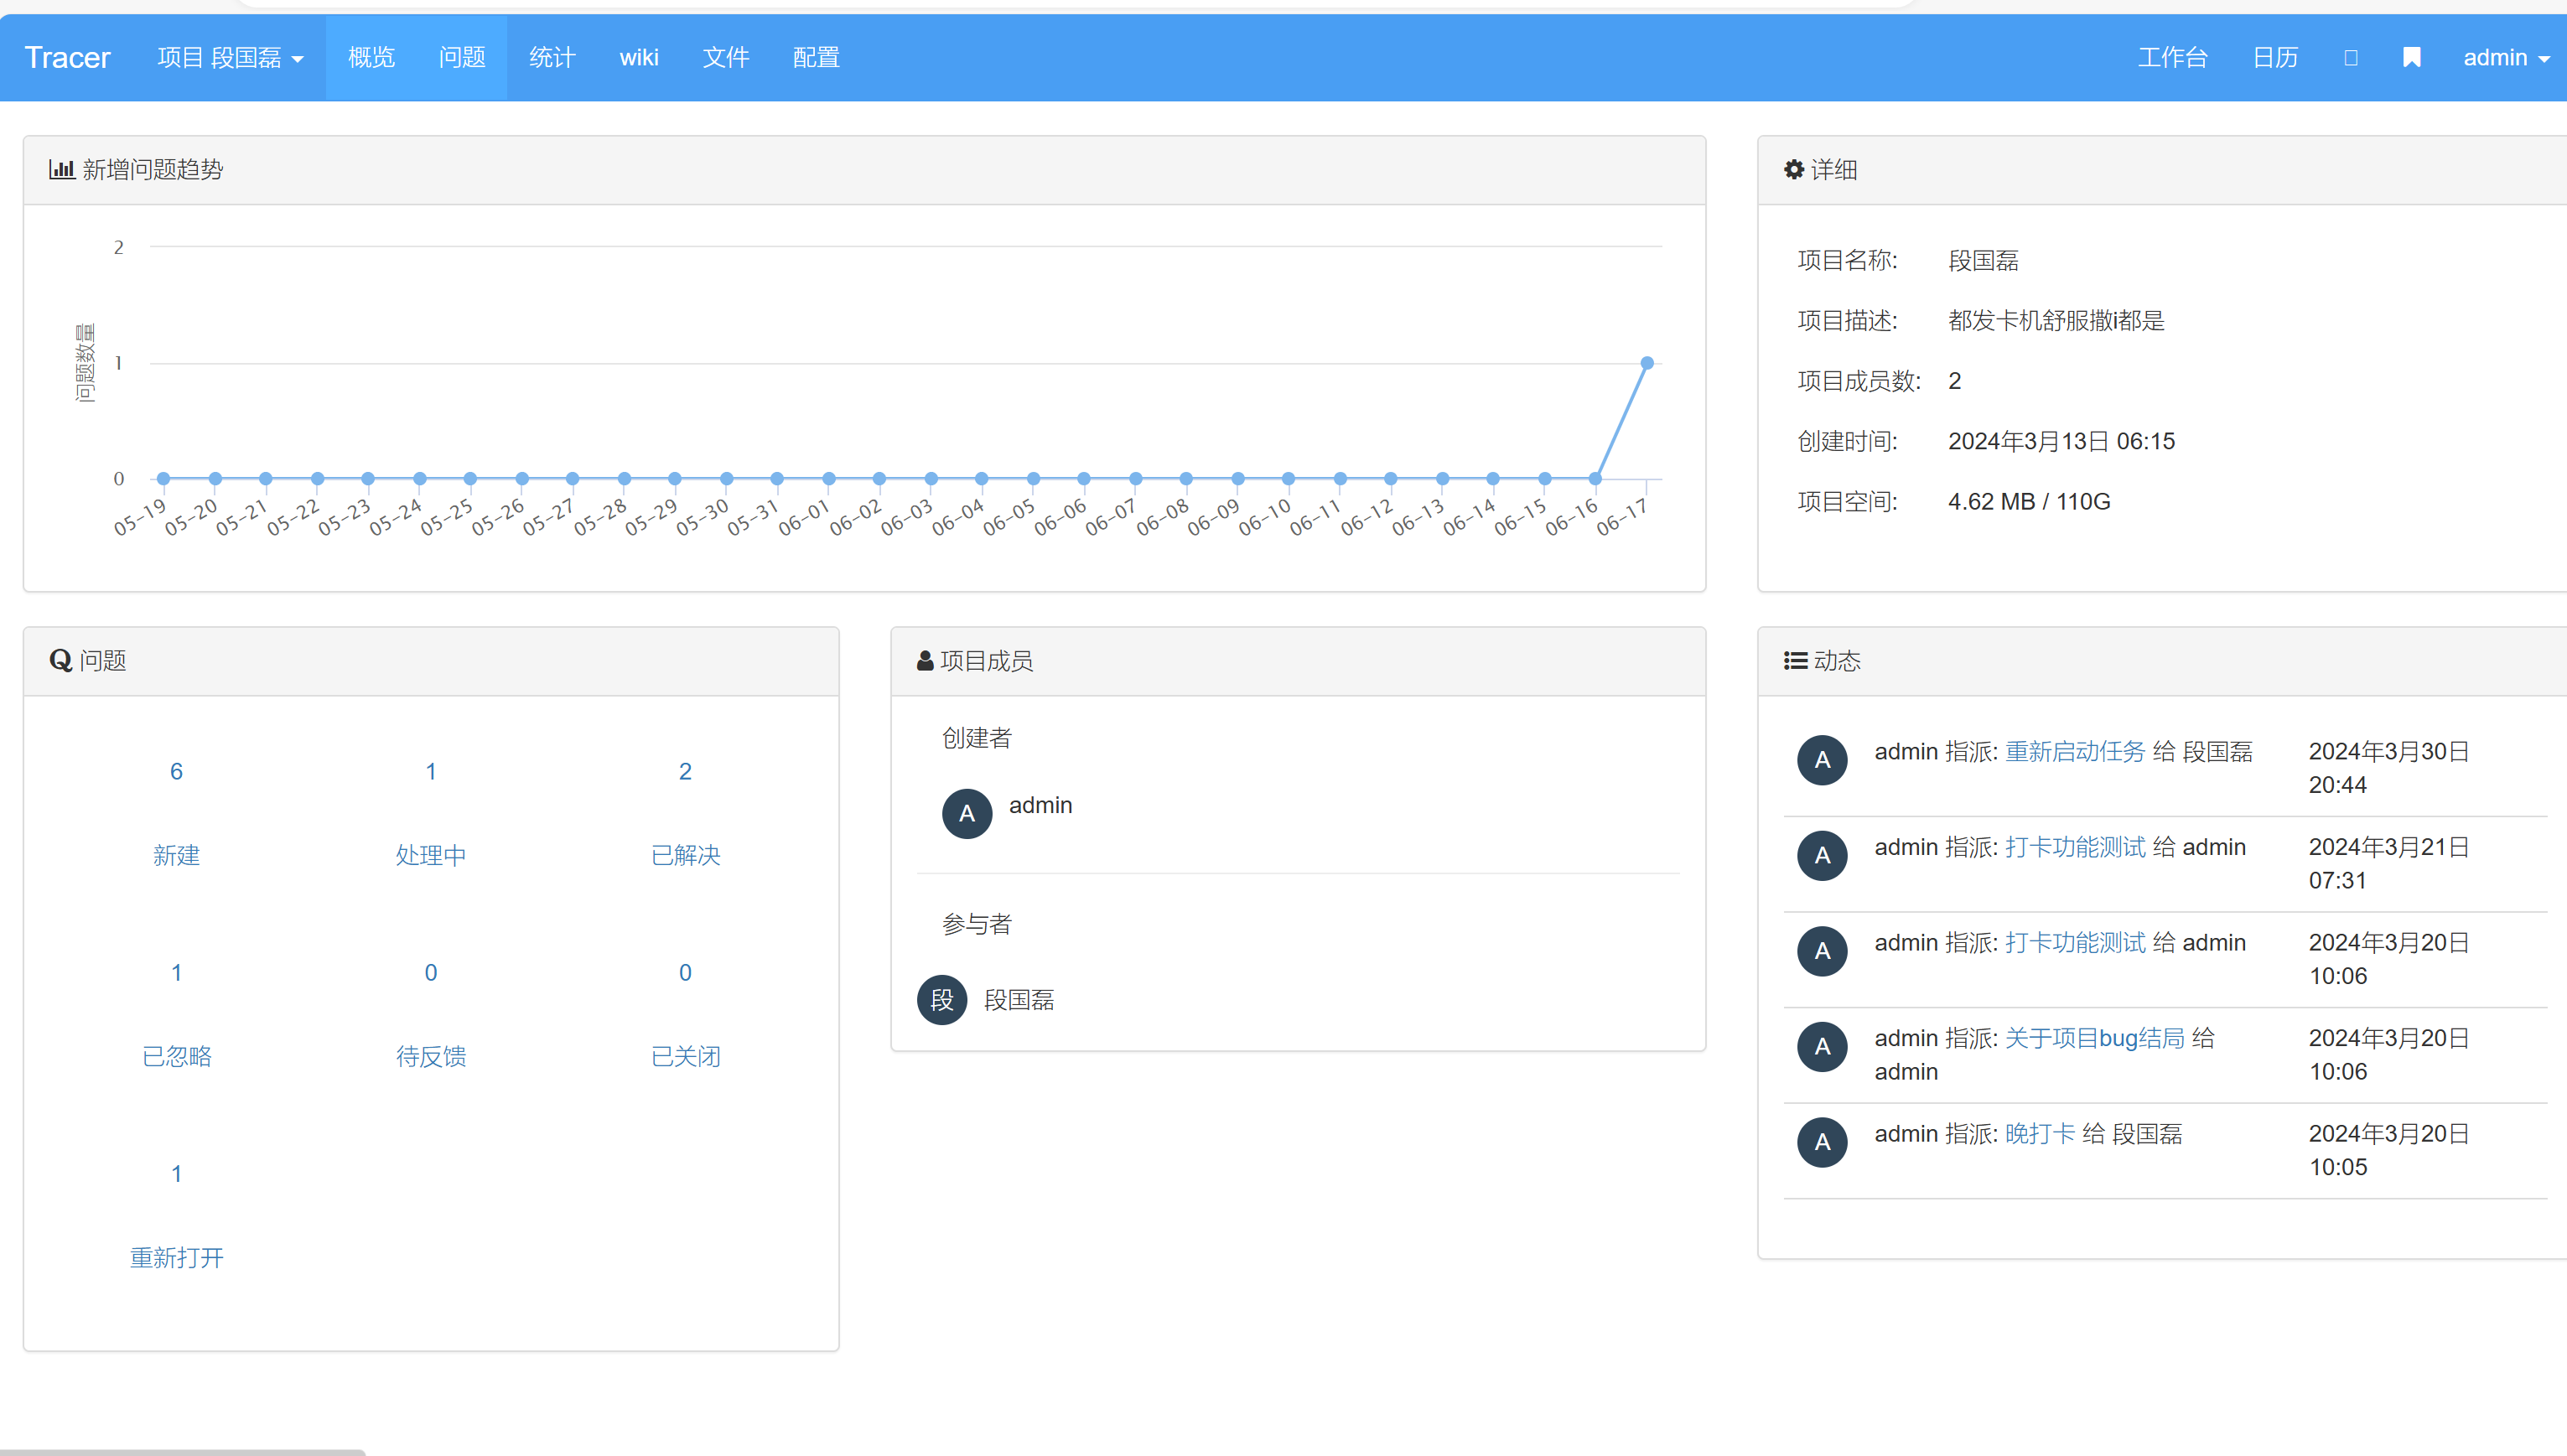 Tracer 项目 段国磊 概览 问题 统计 wiki 文件 配置 工作台 日历 admin
新增问题趋势
2
1
0
问题数量
05-19 05-20 05-21 05-22 05-23 05-24 05-25 05-26 05-27 05-28 05-29 05-30 05-31 06-01 06-02 06-03 06-04 06-05 06-06 06-07 06-08 06-09 06-10 06-11 06-12 06-13 06-14 06-15 06-16 06-17
详细
项目名称: 段国磊
项目描述: 都发卡机舒服撒i都是
项目成员数: 2
创建时间: 2024年3月13日 06:15
项目空间: 4.62 MB / 110G
问题
6 1 2
新建 处理中 已解决
1 0 0
已忽略 待反馈 已关闭
1
重新打开
项目成员
创建者
A admin
参与者
段 段国磊
动态
A admin 指派: 重新启动任务 给 段国磊 2024年3月30日
20:44
A admin 指派: 打卡功能测试 给 admin 2024年3月21日
07:31
A admin 指派: 打卡功能测试 给 admin 2024年3月20日
10:06
A admin 指派: 关于项目bug结局 给 2024年3月20日
admin 10:06
A admin 指派: 晚打卡 给 段国磊 2024年3月20日
10:05